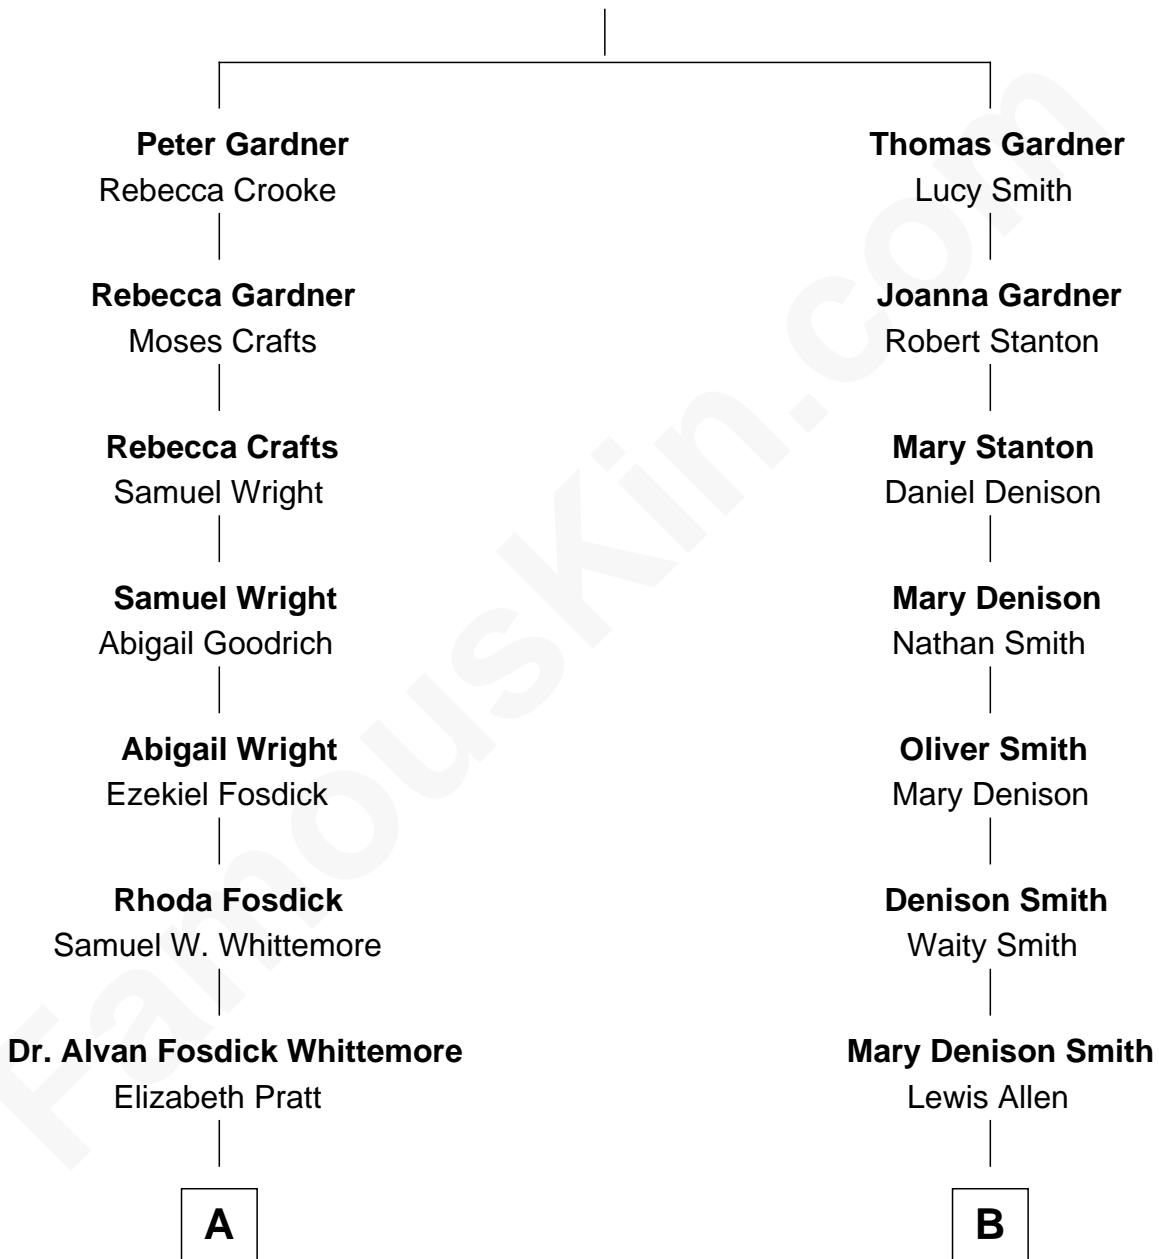 Peter Gardner
Rebecca Crooke
Rebecca Gardner
Moses Crafts
Rebecca Crafts
Samuel Wright
Samuel Wright
Abigail Goodrich
Abigail Wright
Ezekiel Fosdick
Rhoda Fosdick
Samuel W. Whittemore
Dr. Alvan Fosdick Whittemore
Elizabeth Pratt
A
Thomas Gardner
Lucy Smith
Joanna Gardner
Robert Stanton
Mary Stanton
Daniel Denison
Mary Denison
Nathan Smith
Oliver Smith
Mary Denison
Denison Smith
Waity Smith
Mary Denison Smith
Lewis Allen
B
FamousKin.com